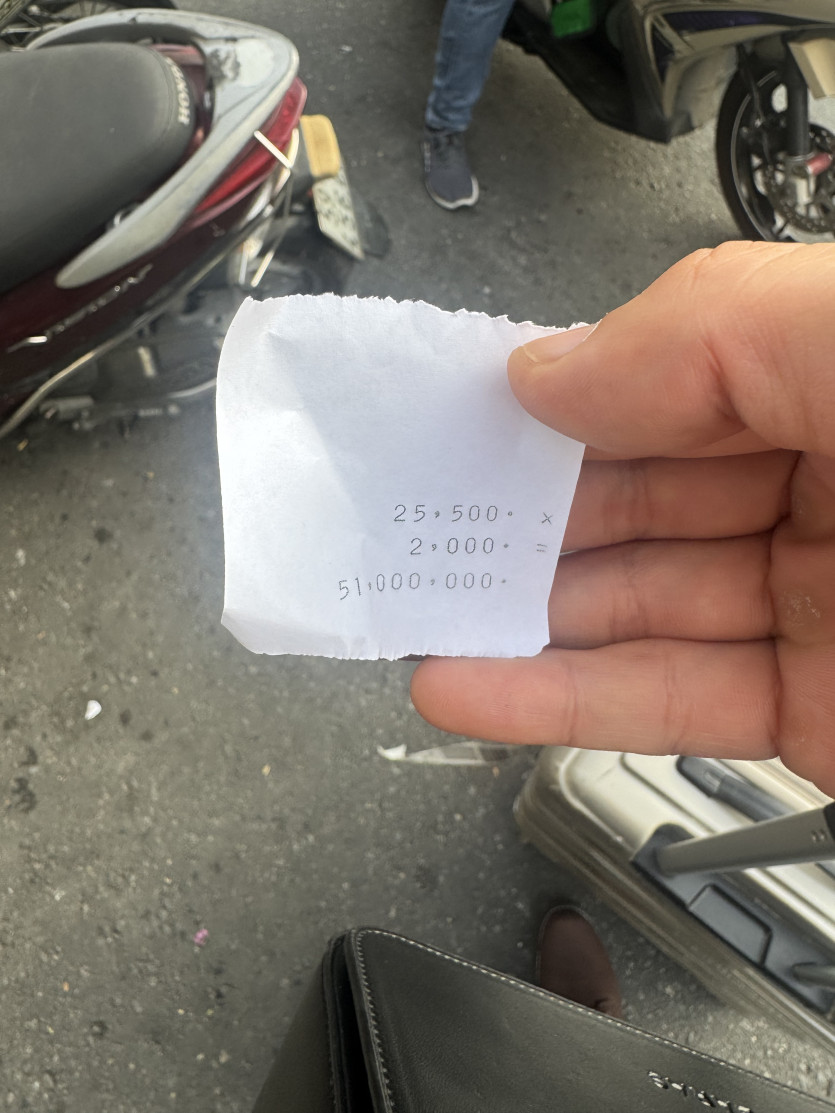 25,500. ×
2,000. =
51,000,000.